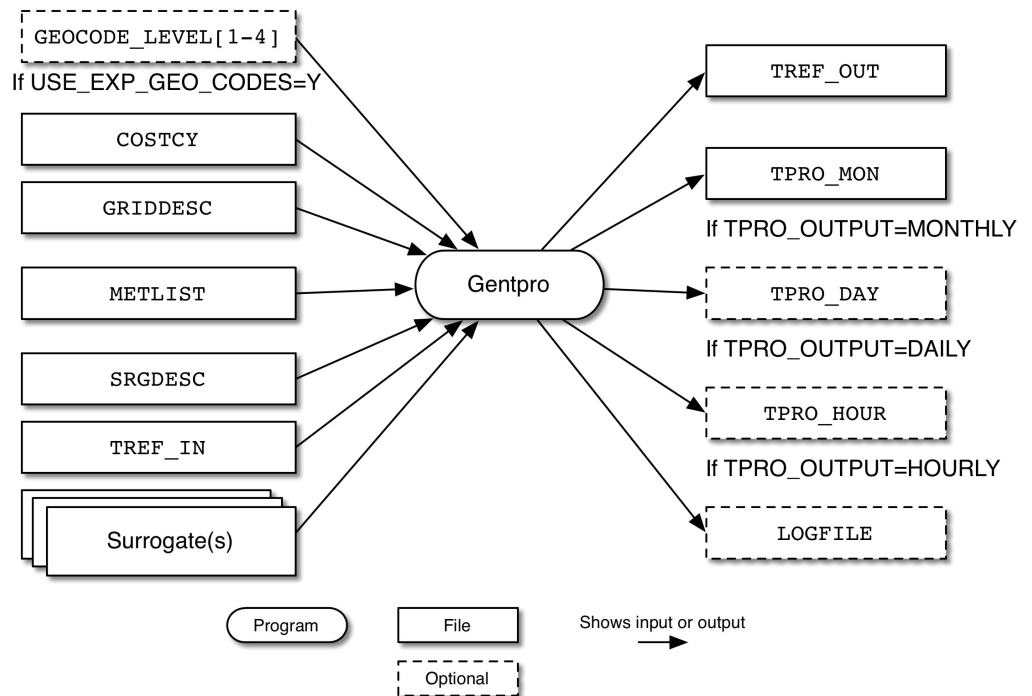 GEOCODE_LEVEL[1-4]
If USE_EXP_GEO_CODES=Y
COSTCY
GRIDDESC
METLIST
SRGDESC
TREF_IN
Surrogate(s)
Gentpro
TREF_OUT
TPRO_MON
If TPRO_OUTPUT=MONTHLY
TPRO_DAY
If TPRO_OUTPUT=DAILY
TPRO_HOUR
If TPRO_OUTPUT=HOURLY
LOGFILE
Program
File
Shows input or output
Optional